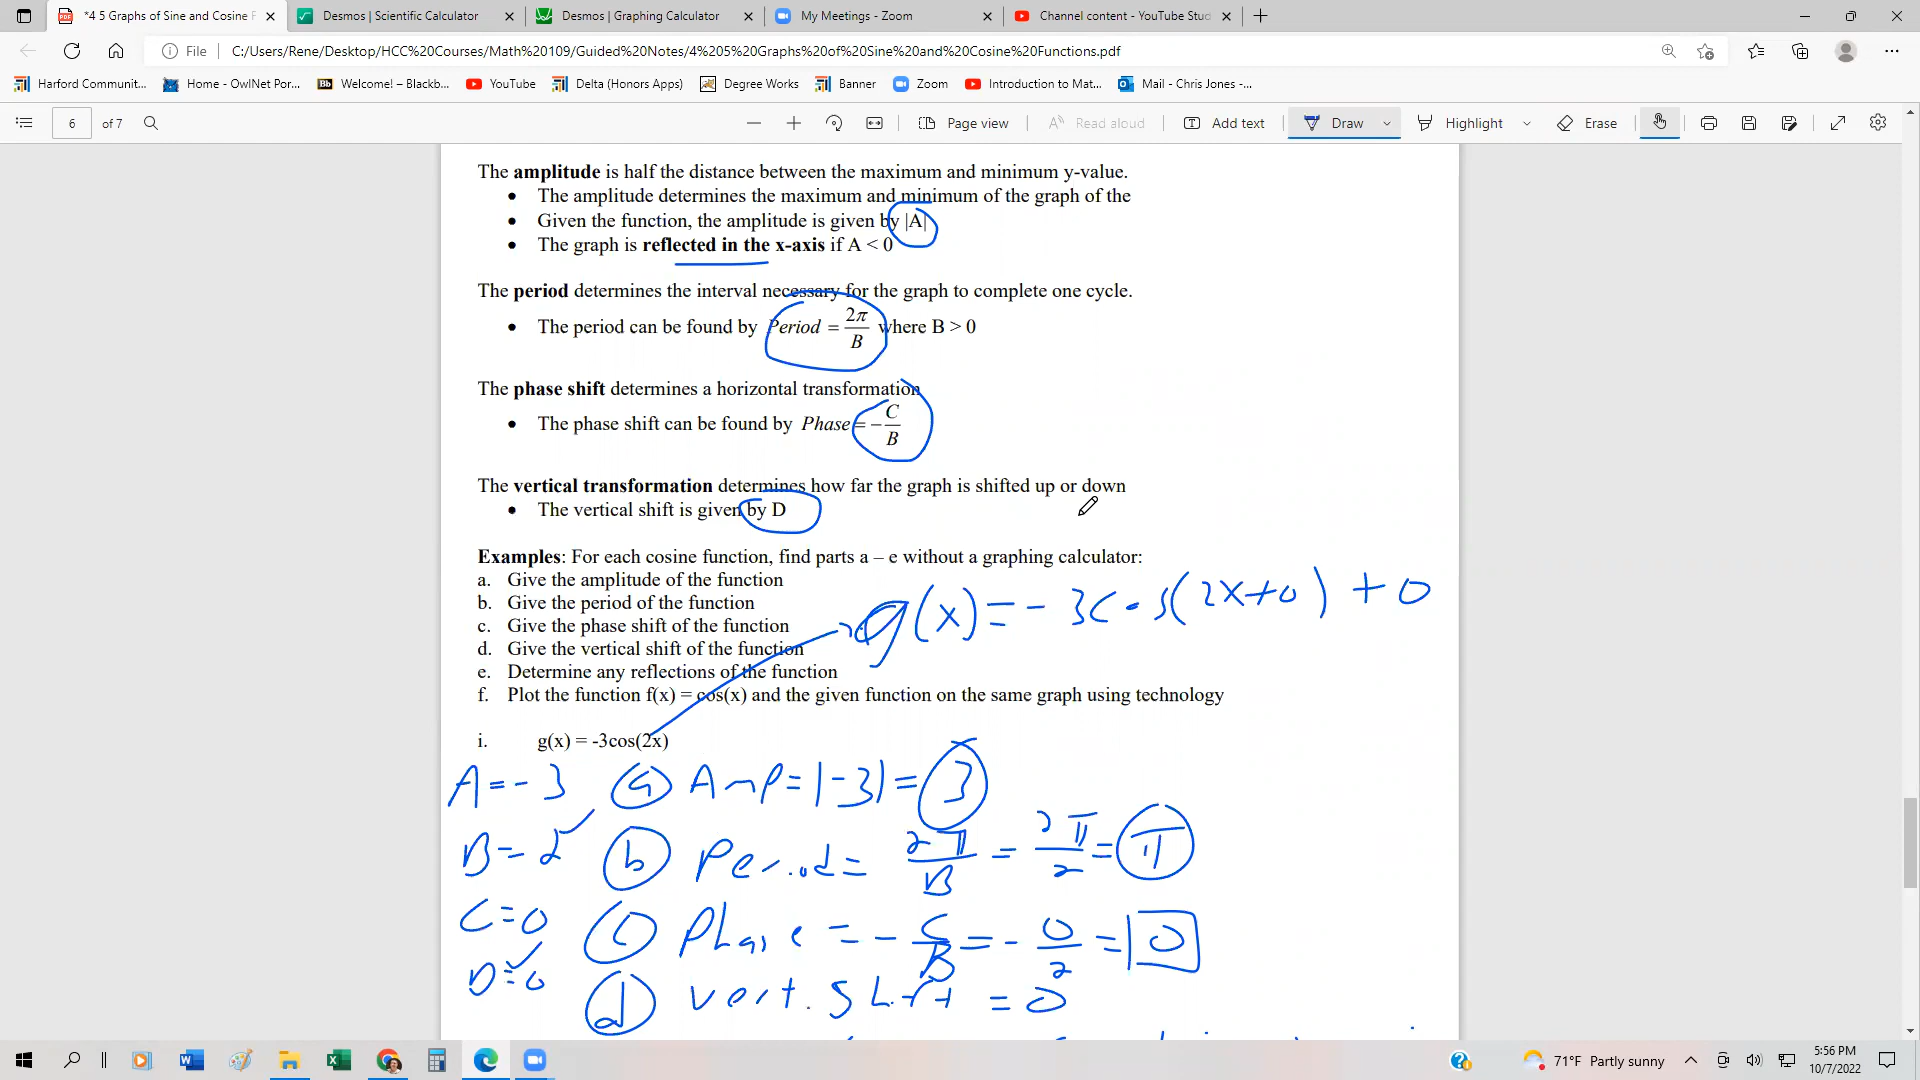 *4 5 Graphs of Sine and Cosine F
Desmos | Scientific Calculator
Desmos | Graphing Calculator
My Meetings - Zoom
Channel content - YouTube Stud
File
C:/Users/Rene/Desktop/HCC%20Courses/Math%20109/Guided%20Notes/4%205%20Graphs%20of%20Sine%20and%20Cosine%20Functions.pdf
Harford Communit...
Home - OwlNet Por...
Welcome! – Blackb...
YouTube
Delta (Honors Apps)
Degree Works
Banner
Zoom
Introduction to Mat...
Mail - Chris Jones -...
6 of 7
Page view
Read aloud
Add text
Draw
Highlight
Erase
The amplitude is half the distance between the maximum and minimum y-value.
• The amplitude determines the maximum and minimum of the graph of the
• Given the function, the amplitude is given by |A|
• The graph is reflected in the x-axis if A < 0
The period determines the interval necessary for the graph to complete one cycle.
• The period can be found by Period = 2π/B where B > 0
The phase shift determines a horizontal transformation
• The phase shift can be found by Phase = -C/B
The vertical transformation determines how far the graph is shifted up or down
• The vertical shift is given by D
Examples: For each cosine function, find parts a – e without a graphing calculator:
a. Give the amplitude of the function
b. Give the period of the function
g(x) = -3cos(2x+0) + 0
c. Give the phase shift of the function
d. Give the vertical shift of the function
e. Determine any reflections of the function
f. Plot the function f(x) = cos(x) and the given function on the same graph using technology
i. g(x) = -3cos(2x)
A = -3 (a) Amp = |-3| = 3
B = 2 (b) Period = 2π/B = 2π/2 = π
C = 0 (c) Phase = -C/B = -0/2 = 0
D = 0 (d) Vert. Shift = 0
71°F Partly sunny
5:56 PM
10/7/2022